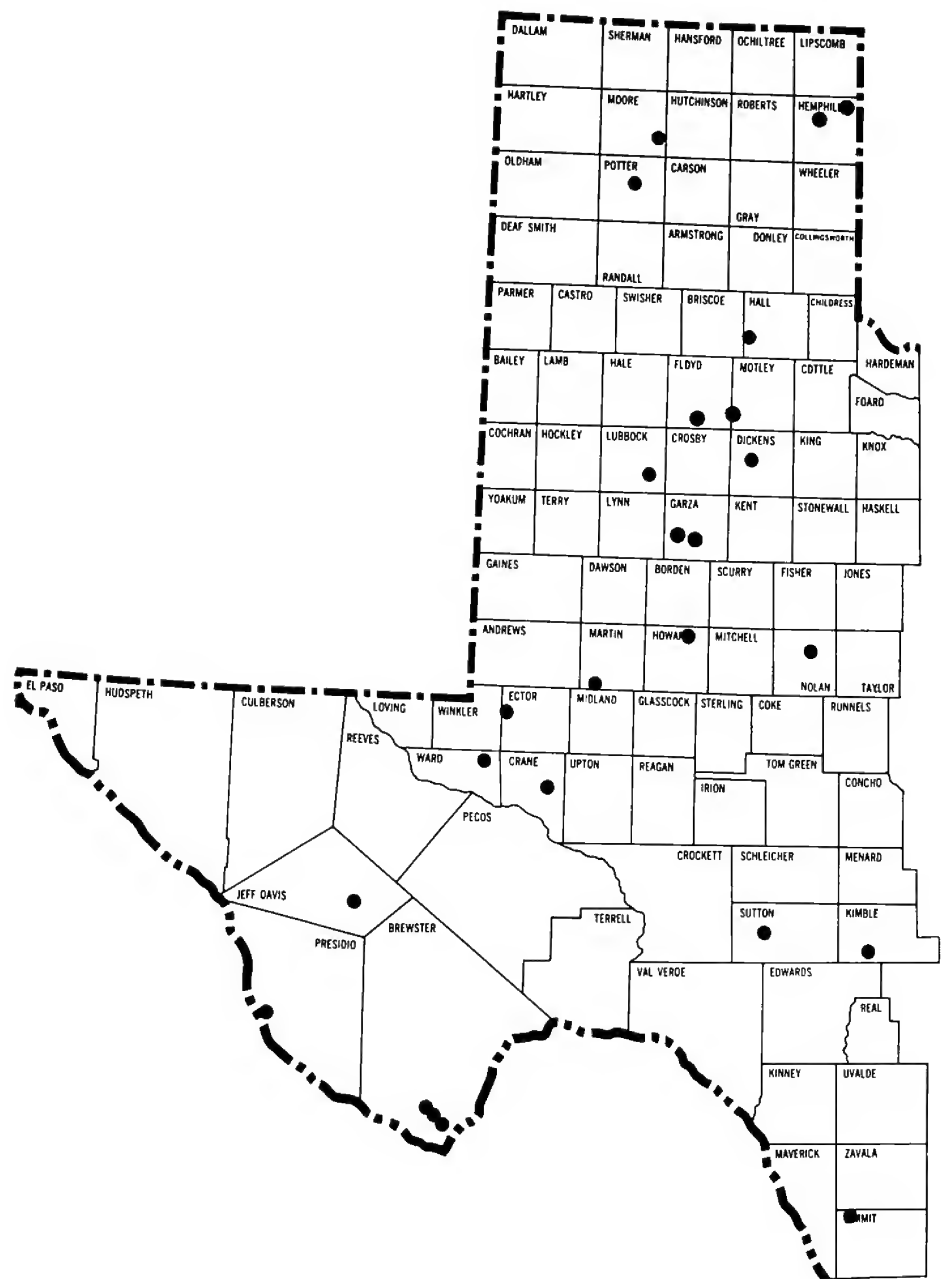 DALLAM SHERMAN HANSFORD OCHILTREE LIPSCOMB
HARTLEY MOORE HUTCHINSON ROBERTS HEMPHILL
OLDHAM POTTER CARSON WHEELER
GRAY
DEAF SMITH ARMSTRONG DONLEY COLLINGSWORTH
RANDALL
PARMER CASTRO SWISHER BRISCOE HALL CHILDRESS
HARDEMAN
BAILEY LAMB HALE FLOYD MOTLEY COTTLE
FOARD
COCHRAN HOCKLEY LUBBOCK CROSBY DICKENS KING KNOX
YOAKUM TERRY LYNN GARZA KENT STONEWALL HASKELL
GAINES DAWSON BORDEN SCURRY FISHER JONES
ANDREWS MARTIN HOWARD MITCHELL
NOLAN TAYLOR
EL PASO HUDSPETH CULBERSON LOVING WINKLER ECTOR MIDLAND GLASSCOCK STERLING COKE RUNNELS
REEVES WARD CRANE UPTON REAGAN TOM GREEN
IRION CONCHO
PECOS
CROCKETT SCHLEICHER MENARD
JEFF DAVIS
BREWSTER TERRELL SUTTON KIMBLE
PRESIDIO
VAL VERDE EDWARDS
REAL
KINNEY UVALDE
MAVERICK ZAVALA
MMIT